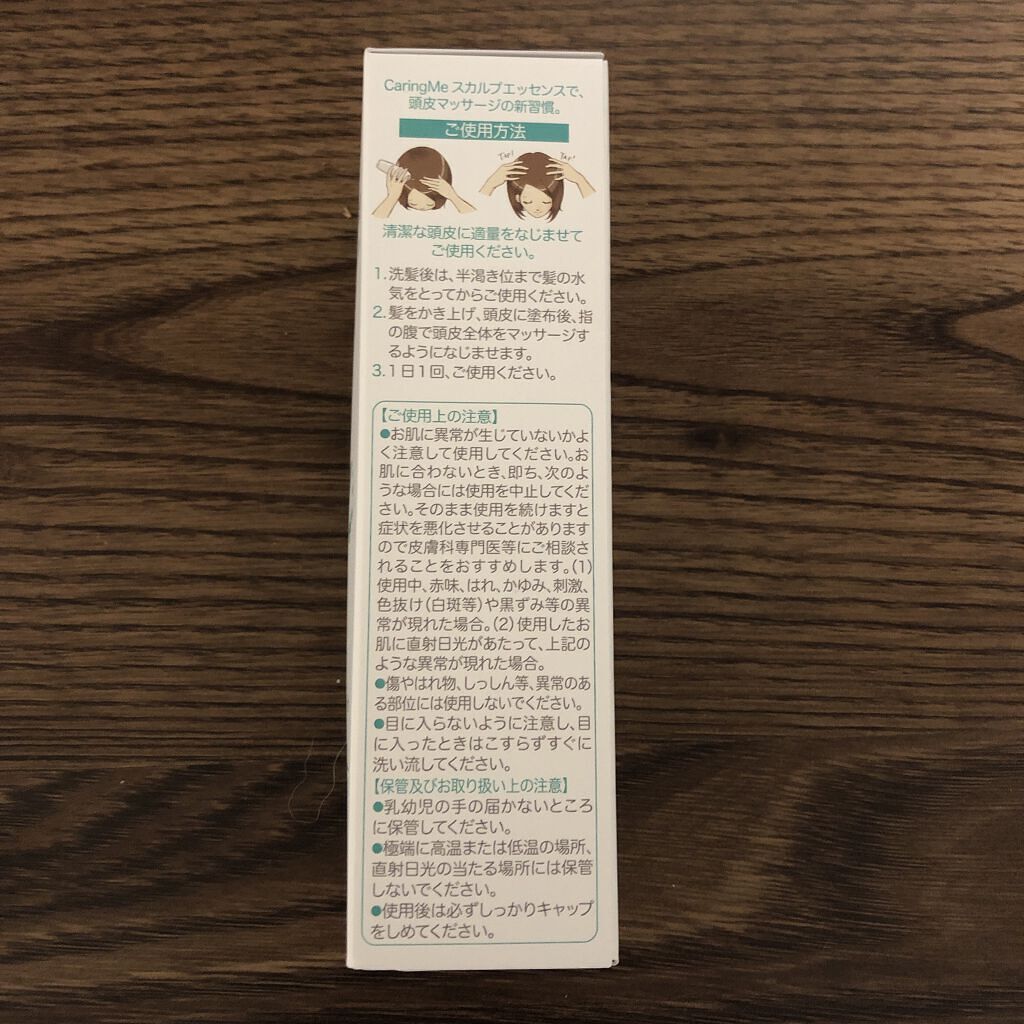 CaringMe スカルプエッセンスで、
頭皮マッサージの新習慣。
ご使用方法
TAP! TAP!
清潔な頭皮に適量をなじませて
ご使用ください。
1.洗髪後は、半渇き位まで髪の水
気をとってからご使用ください。
2.髪をかき上げ、頭皮に塗布後、指
の腹で頭皮全体をマッサージす
るようになじませます。
3.1日1回、ご使用ください。
【ご使用上の注意】
●お肌に異常が生じていないかよ
く注意して使用してください。お
肌に合わないとき、即ち、次のよ
うな場合には使用を中止してくだ
さい。そのまま使用を続けますと
症状を悪化させることがあります
ので皮膚科専門医等にご相談さ
れることをおすすめします。(1)
使用中、赤味、はれ、かゆみ、刺激、
色抜け(白斑等)や黒ずみ等の異
常が現れた場合。(2)使用したお
肌に直射日光があたって、上記の
ような異常が現れた場合。
●傷やはれ物、しっしん等、異常のあ
る部位には使用しないでください。
●目に入らないように注意し、目
に入ったときはこすらずすぐに
洗い流してください。
【保管及びお取り扱い上の注意】
●乳幼児の手の届かないところ
に保管してください。
●極端に高温または低温の場所、
直射日光の当たる場所には保管
しないでください。
●使用後は必ずしっかりキャップ
をしめてください。